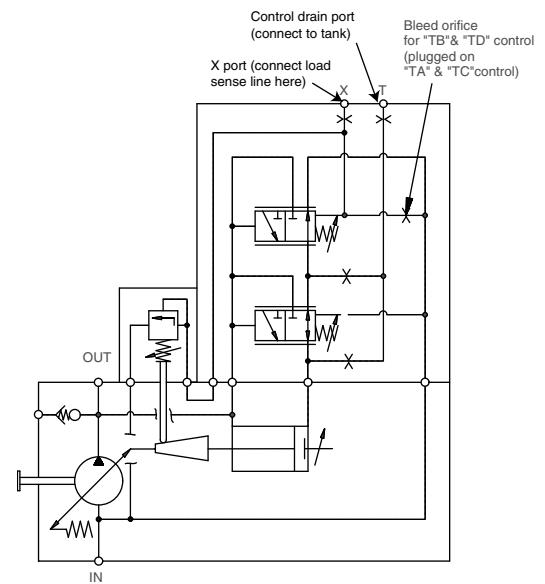 Control drain port
(connect to tank)
Bleed orifice
for "TB"& "TD" control
(plugged on
"TA" & "TC"control)
X port (connect load
sense line here)
X
T
OUT
IN